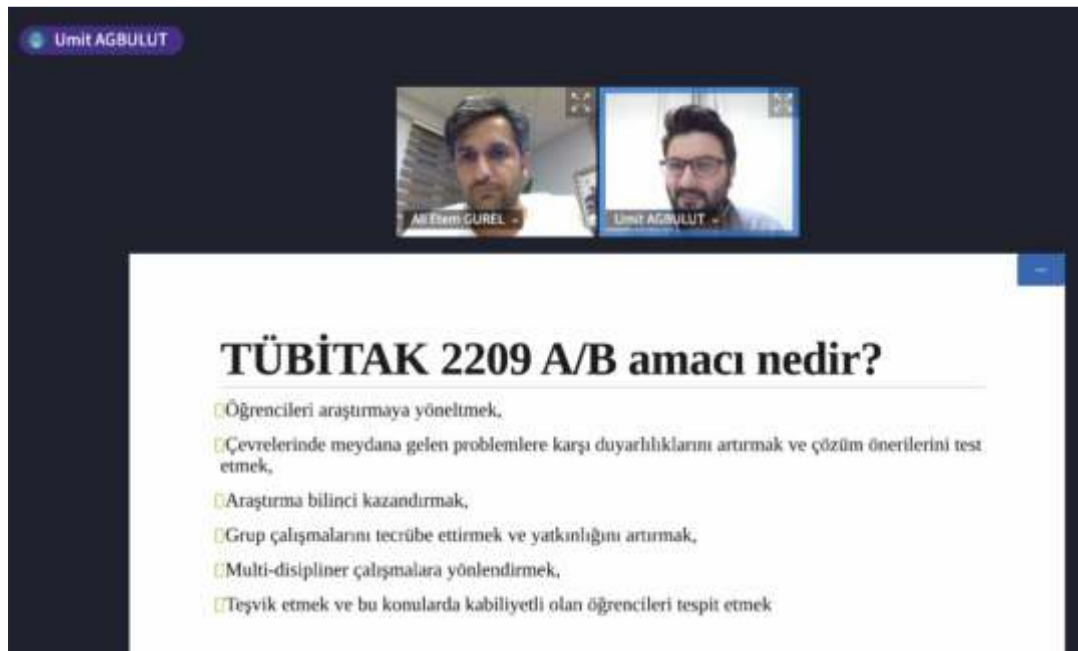 Umit AGBULUT
Ali Etem GUREL
Umit AGBULUT
TÜBİTAK 2209 A/B amacı nedir?
Öğrencileri araştırmaya yöneltmek,
Çevrelerinde meydana gelen problemlere karşı duyarlılıklarını artırmak ve çözüm önerilerini test
etmek,
Araştırma bilinci kazandırmak,
Grup çalışmalarını tecrübe ettirmek ve yatkınlığını artırmak,
Multi-disipliner çalışmalara yönlendirmek,
Teşvik etmek ve bu konularda kabiliyetli olan öğrencileri tespit etmek